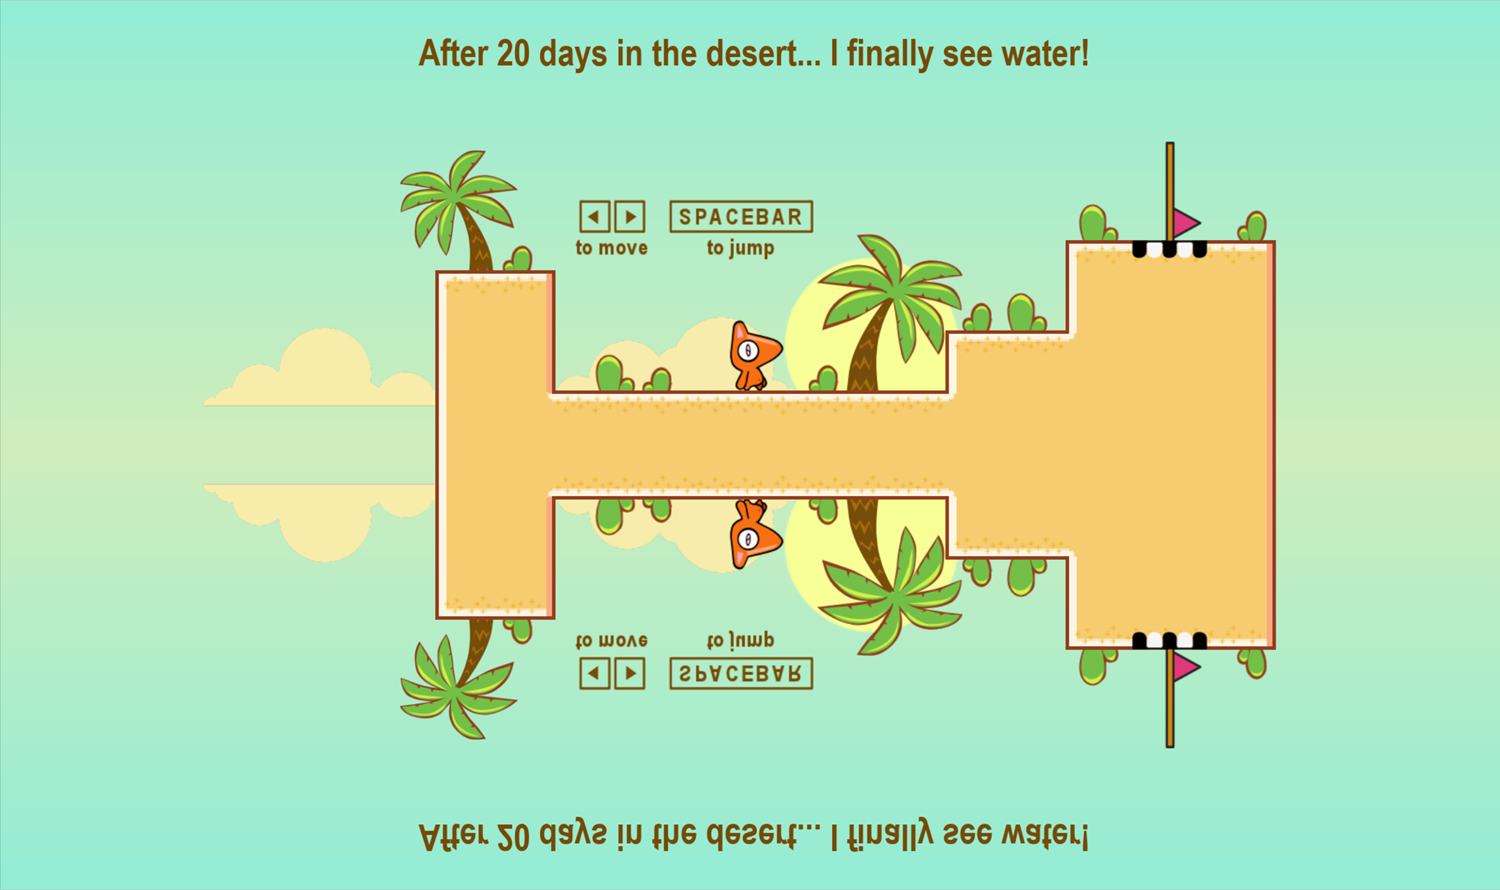 After 20 days in the desert... I finally see water!
SPACEBAR
to move to jump
to move to jump
SPACEBAR
After 20 days in the desert... I finally see water!